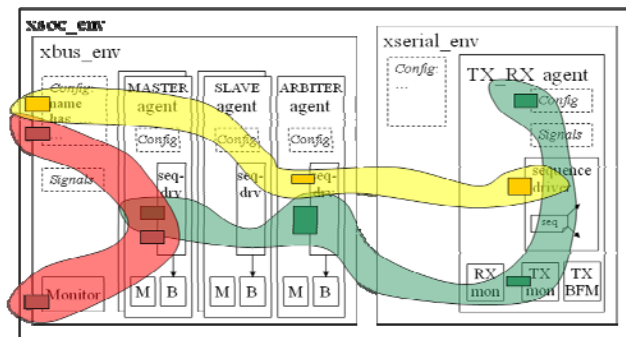 xsoc_env
xbus_env
Config:
name
has
...
Signals
Monitor
MASTER
agent
Config
seq-
drv
M B
SLAVE
agent
Config
seq-
drv
M B
ARBITER
agent
Config
seq-
drv
M B
xserial_env
Config:
...
TX_RX agent
Config
Signals
sequence
driver
seq
RX
mon
TX
mon
TX
BFM